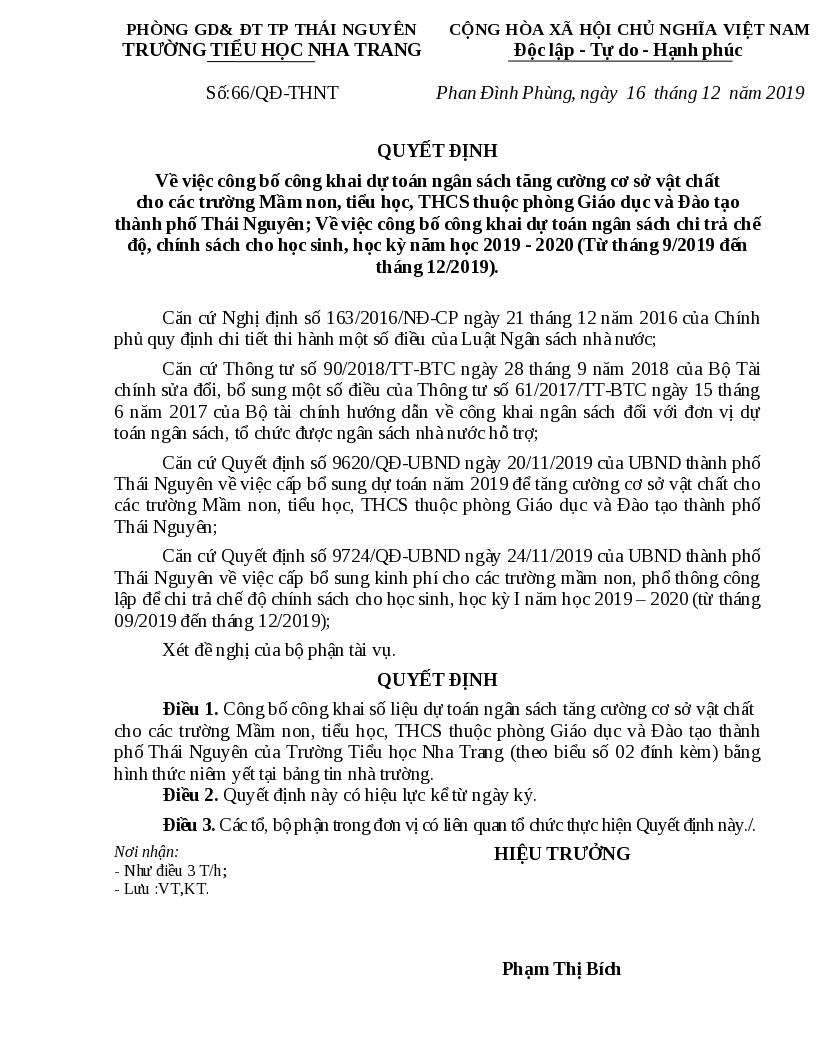 PHÒNG GD& ĐT TP THÁI NGUYÊN
TRƯỜNG TIỂU HỌC NHA TRANG
CỘNG HÒA XÃ HỘI CHỦ NGHĨA VIỆT NAM
Độc lập - Tự do - Hạnh phúc
Số:66/QĐ-THNT
Phan Đình Phùng, ngày 16 tháng 12 năm 2019
QUYẾT ĐỊNH
Về việc công bố công khai dự toán ngân sách tăng cường cơ sở vật chất
cho các trường Mầm non, tiểu học, THCS thuộc phòng Giáo dục và Đào tạo
thành phố Thái Nguyên; Về việc công bố công khai dự toán ngân sách chi trả chế
độ, chính sách cho học sinh, học kỳ năm học 2019 - 2020 (Từ tháng 9/2019 đến
tháng 12/2019).
Căn cứ Nghị định số 163/2016/NĐ-CP ngày 21 tháng 12 năm 2016 của Chính
phủ quy định chi tiết thi hành một số điều của Luật Ngân sách nhà nước;
Căn cứ Thông tư số 90/2018/TT-BTC ngày 28 tháng 9 năm 2018 của Bộ Tài
chính sửa đổi, bổ sung một số điều của Thông tư số 61/2017/TT-BTC ngày 15 tháng
6 năm 2017 của Bộ tài chính hướng dẫn về công khai ngân sách đối với đơn vị dự
toán ngân sách, tổ chức được ngân sách nhà nước hỗ trợ;
Căn cứ Quyết định số 9620/QĐ-UBND ngày 20/11/2019 của UBND thành phố
Thái Nguyên về việc cấp bổ sung dự toán năm 2019 để tăng cường cơ sở vật chất cho
các trường Mầm non, tiểu học, THCS thuộc phòng Giáo dục và Đào tạo thành phố
Thái Nguyên;
Căn cứ Quyết định số 9724/QĐ-UBND ngày 24/11/2019 của UBND thành phố
Thái Nguyên về việc cấp bổ sung kinh phí cho các trường mầm non, phổ thông công
lập để chi trả chế độ chính sách cho học sinh, học kỳ I năm học 2019 – 2020 (từ tháng
09/2019 đến tháng 12/2019);
Xét đề nghị của bộ phận tài vụ.
QUYẾT ĐỊNH
Điều 1. Công bố công khai số liệu dự toán ngân sách tăng cường cơ sở vật chất
cho các trường Mầm non, tiểu học, THCS thuộc phòng Giáo dục và Đào tạo thành
phố Thái Nguyên của Trường Tiểu học Nha Trang (theo biểu số 02 đính kèm) bằng
hình thức niêm yết tại bảng tin nhà trường.
Điều 2. Quyết định này có hiệu lực kể từ ngày ký.
Điều 3. Các tổ, bộ phận trong đơn vị có liên quan tổ chức thực hiện Quyết định này./.
Nơi nhận:
- Như điều 3 T/h;
- Lưu :VT,KT.
HIỆU TRƯỞNG
Phạm Thị Bích